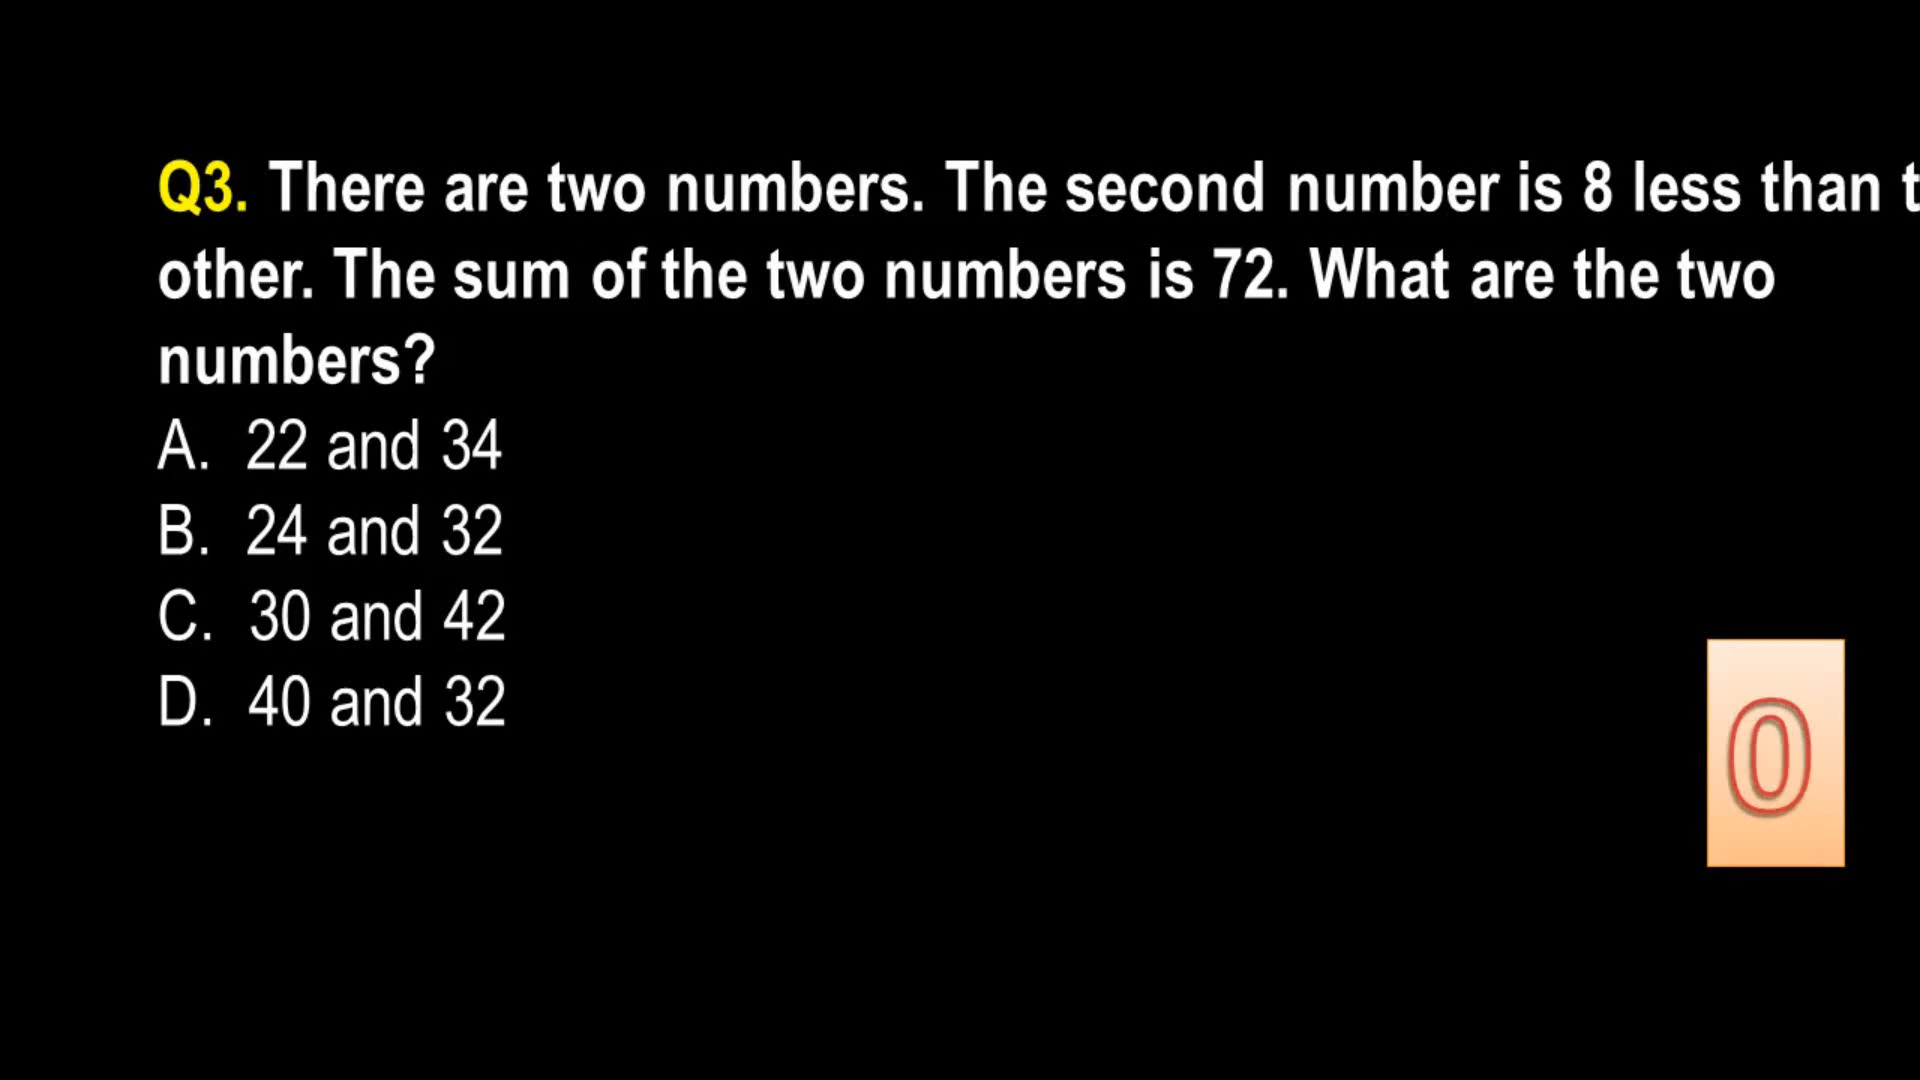 Q3. There are two numbers. The second number is 8 less than t
other. The sum of the two numbers is 72. What are the two
numbers?
A. 22 and 34
B. 24 and 32
C. 30 and 42
D. 40 and 32
0